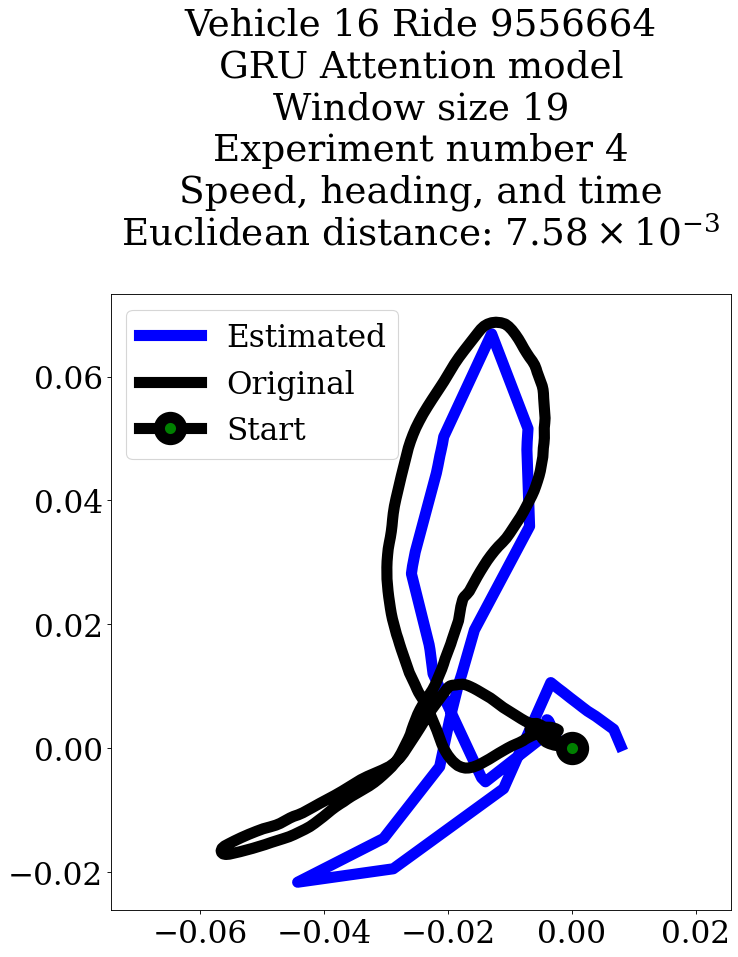 Vehicle 16 Ride 9556664
GRU Attention model
Window size 19
Experiment number 4
Speed, heading, and time
Euclidean distance: 7.58 × 10⁻³
Estimated
Original
Start
0.06
0.04
0.02
0.00
−0.02
−0.06 −0.04 −0.02 0.00 0.02